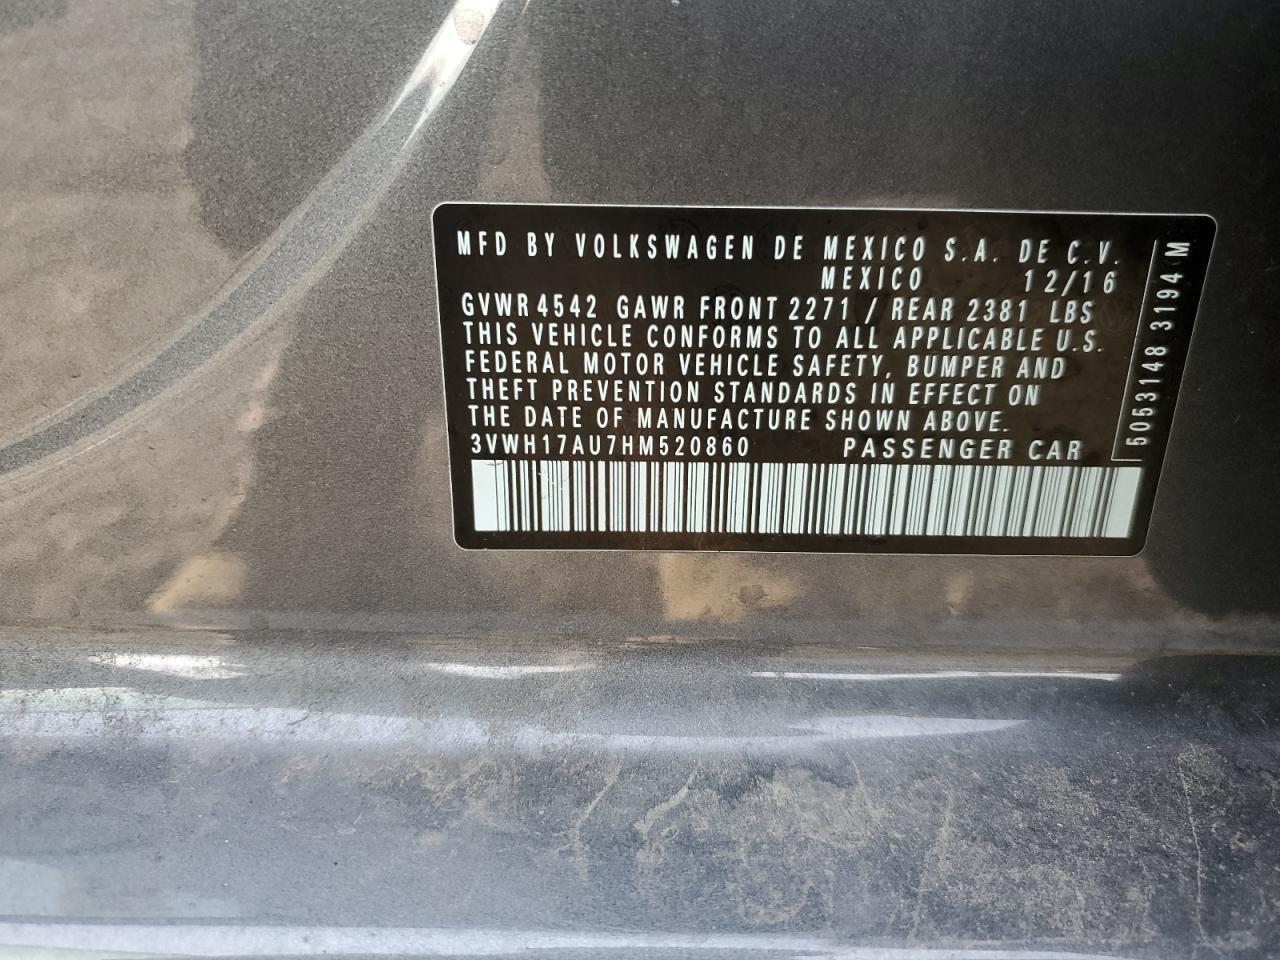 MFD BY VOLKSWAGEN DE MEXICO S.A. DE C.V.
MEXICO 12/16
GVWR 4542 GAWR FRONT 2271 / REAR 2381 LBS
THIS VEHICLE CONFORMS TO ALL APPLICABLE U.S.
FEDERAL MOTOR VEHICLE SAFETY, BUMPER AND
THEFT PREVENTION STANDARDS IN EFFECT ON
THE DATE OF MANUFACTURE SHOWN ABOVE.
3VWH17AU7HM520860 PASSENGER CAR
5053148 3194 M